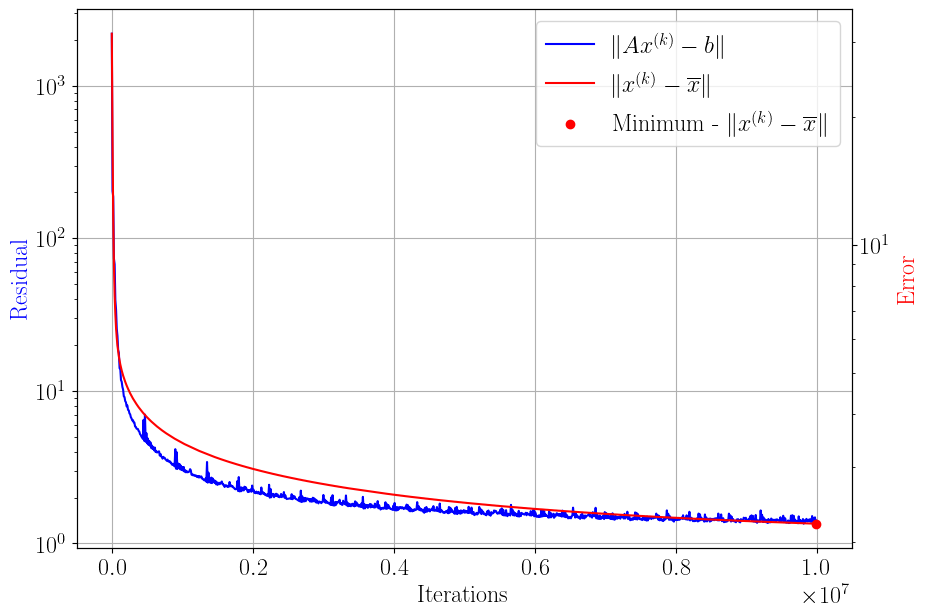 ‖Ax^{(k)} − b‖
‖x^{(k)} − x̅‖
Minimum - ‖x^{(k)} − x̅‖
10^3
10^2
10^1
10^0
Residual
10^1
Error
0.0 0.2 0.4 0.6 0.8 1.0
×10^7
Iterations